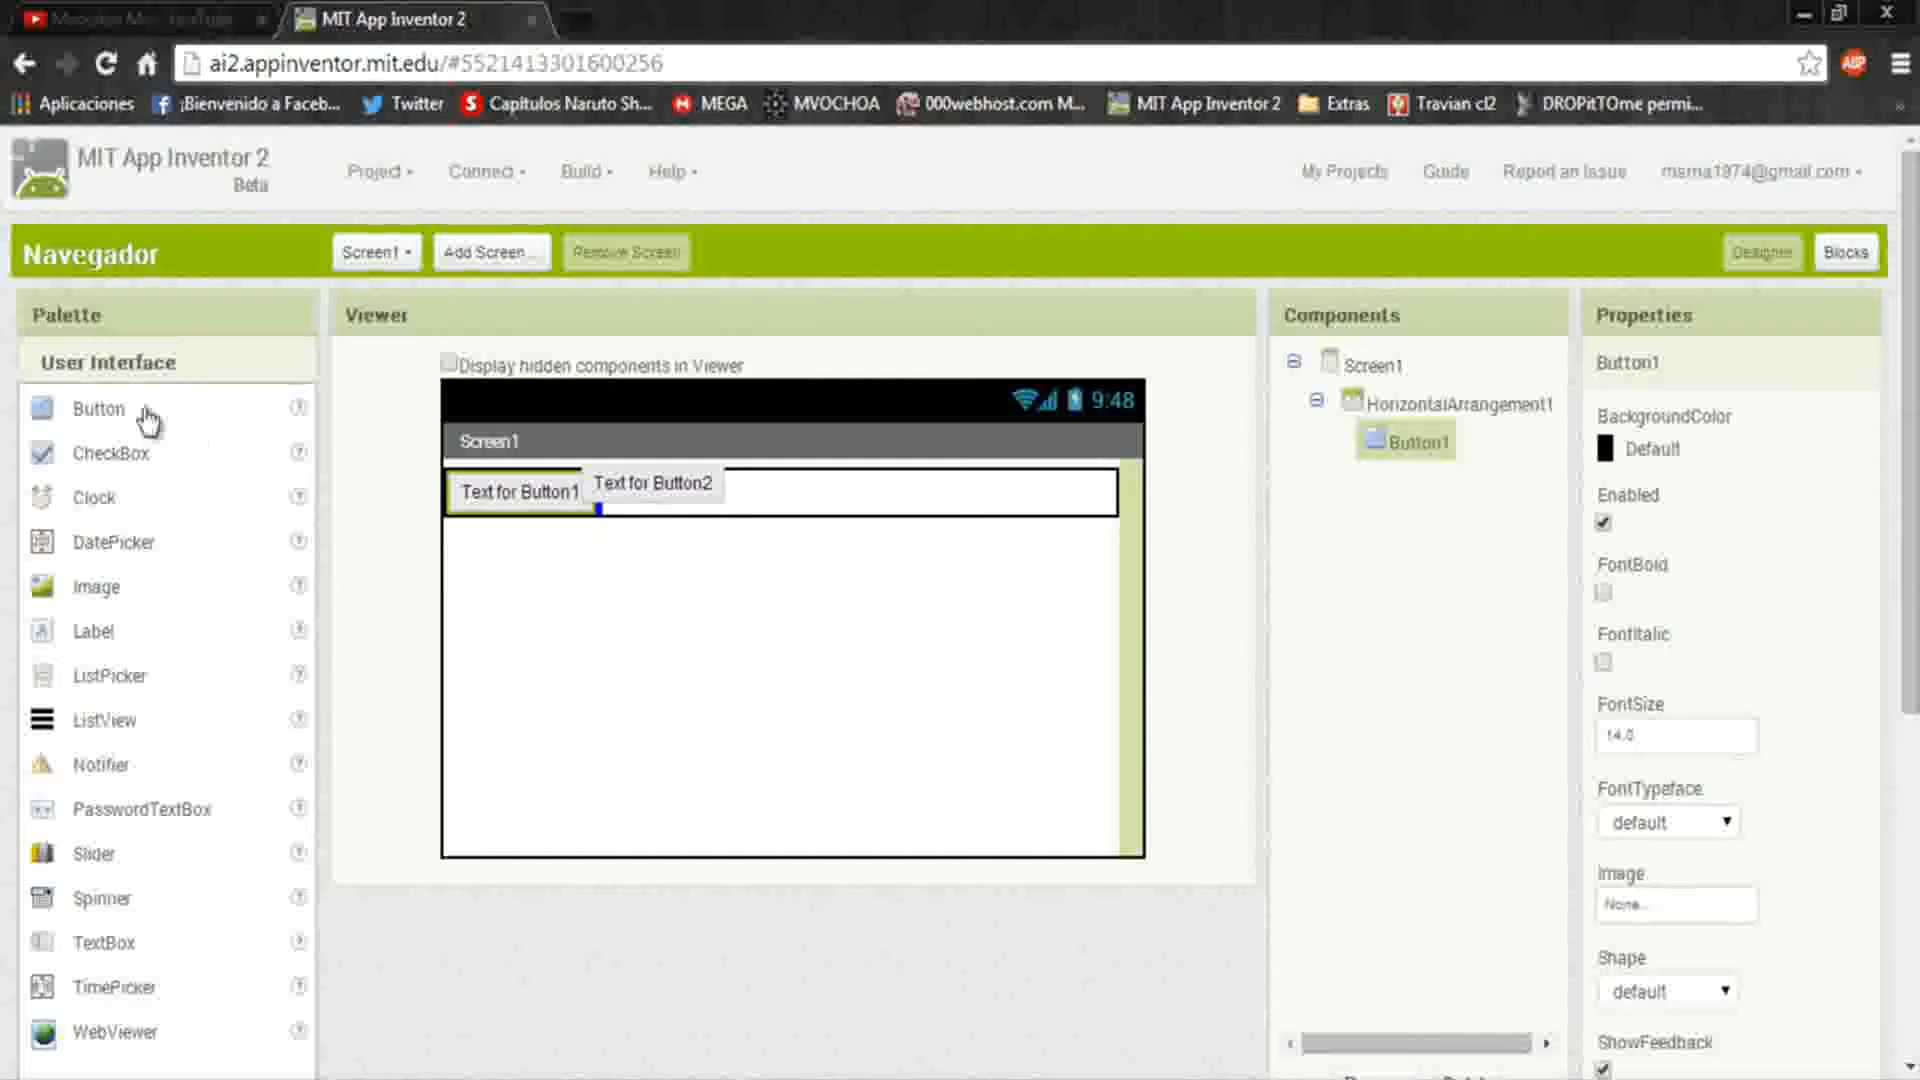 MIT App Inventor 2
ai2.appinventor.mit.edu/#5521413301600256
ABP
Aplicaciones
¡Bienvenido a Faceb...
Twitter
Capítulos Naruto Sh...
MEGA
MVOCHOA
000webhost.com M...
MIT App Inventor 2
Extras
Travian cl2
DROPitTOme permi...
MIT App Inventor 2
Beta
Project
Connect
Build
Help
My Projects
Guide
Report an Issue
msma1974@gmail.com
Navegador
Screen1
Add Screen ...
Remove Screen
Designer
Blocks
Palette
User Interface
Button
CheckBox
Clock
DatePicker
Image
Label
ListPicker
ListView
Notifier
PasswordTextBox
Slider
Spinner
TextBox
TimePicker
WebViewer
Viewer
Display hidden components in Viewer
9:48
Screen1
Text for Button1
Text for Button2
Components
Screen1
HorizontalArrangement1
Button1
Properties
Button1
BackgroundColor
Default
Enabled
FontBold
FontItalic
FontSize
14.0
FontTypeface
default
Image
None...
Shape
default
ShowFeedback